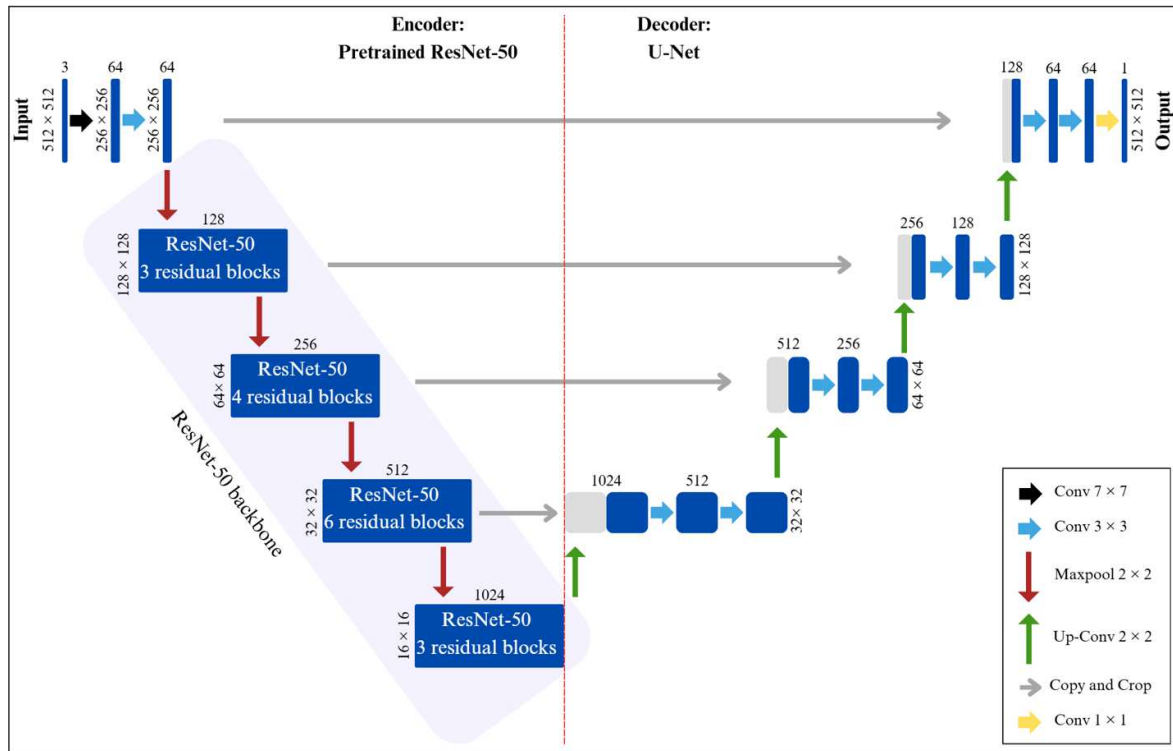 Encoder:
Pretrained ResNet-50
Decoder:
U-Net
Input
512 × 512
3
256 × 256
64
256 × 256
64
128
64
64
1
512 × 512
Output
128
128 × 128
ResNet-50
3 residual blocks
256
128
128 × 128
256
64 × 64
ResNet-50
4 residual blocks
512
256
64 × 64
512
32 × 32
ResNet-50
6 residual blocks
1024
512
32 × 32
1024
16 × 16
ResNet-50
3 residual blocks
ResNet-50 backbone
Conv 7 × 7
Conv 3 × 3
Maxpool 2 × 2
Up-Conv 2 × 2
Copy and Crop
Conv 1 × 1